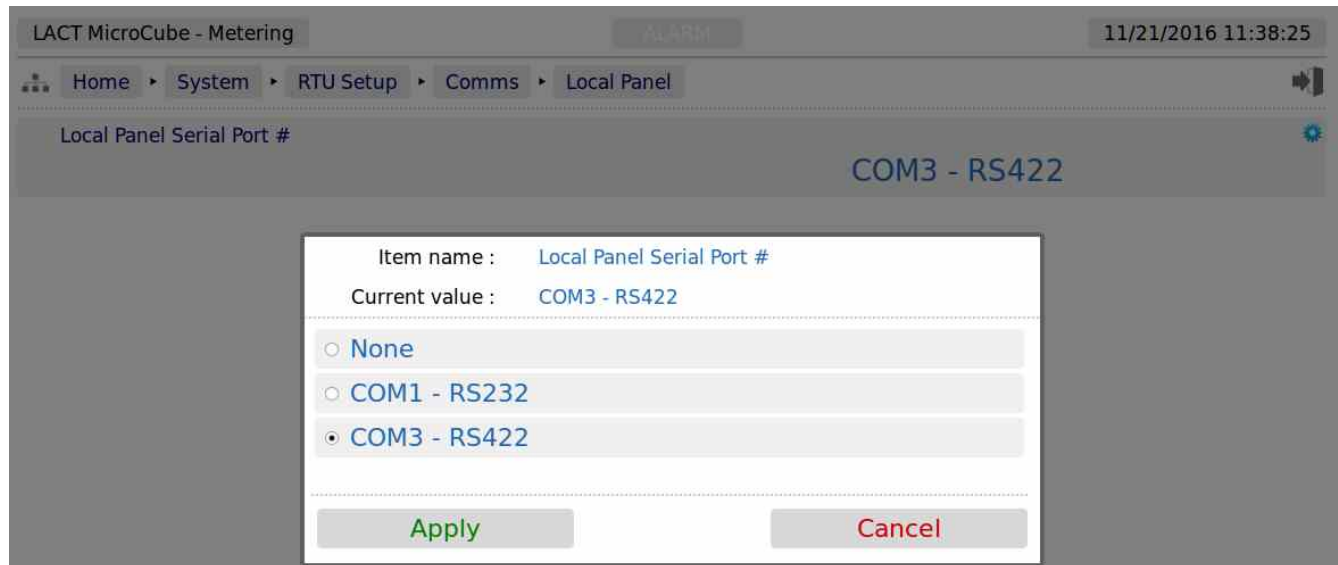 LACT MicroCube - Metering ALARM 11/21/2016 11:38:25
Home ‣ System ‣ RTU Setup ‣ Comms ‣ Local Panel
Local Panel Serial Port #
COM3 - RS422
Item name : Local Panel Serial Port #
Current value : COM3 - RS422
None
COM1 - RS232
COM3 - RS422
Apply Cancel